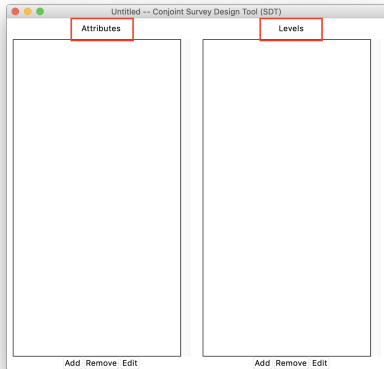 Untitled -- Conjoint Survey Design Tool (SDT)
Attributes Levels
Add Remove Edit Add Remove Edit